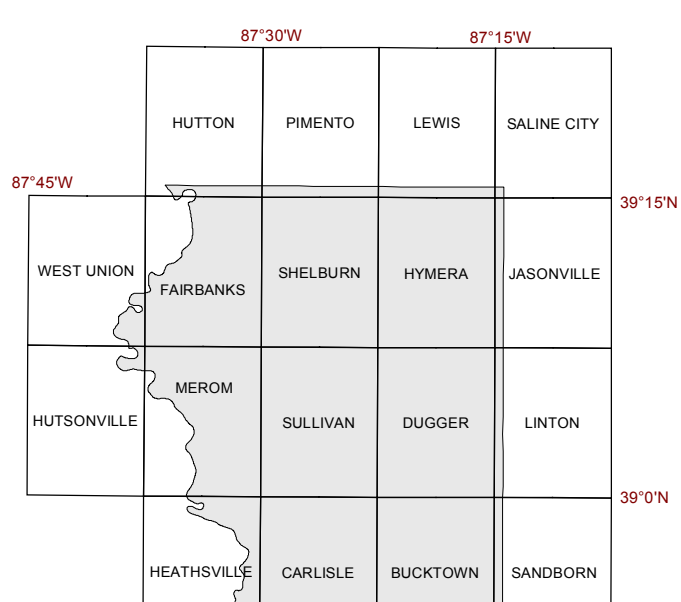 87°30'W
87°15'W
HUTTON
PIMENTO
LEWIS
SALINE CITY
87°45'W
39°15'N
WEST UNION
FAIRBANKS
SHELBURN
HYMERA
JASONVILLE
MEROM
HUTSONVILLE
SULLIVAN
DUGGER
LINTON
39°0'N
HEATHSVILLE
CARLISLE
BUCKTOWN
SANDBORN